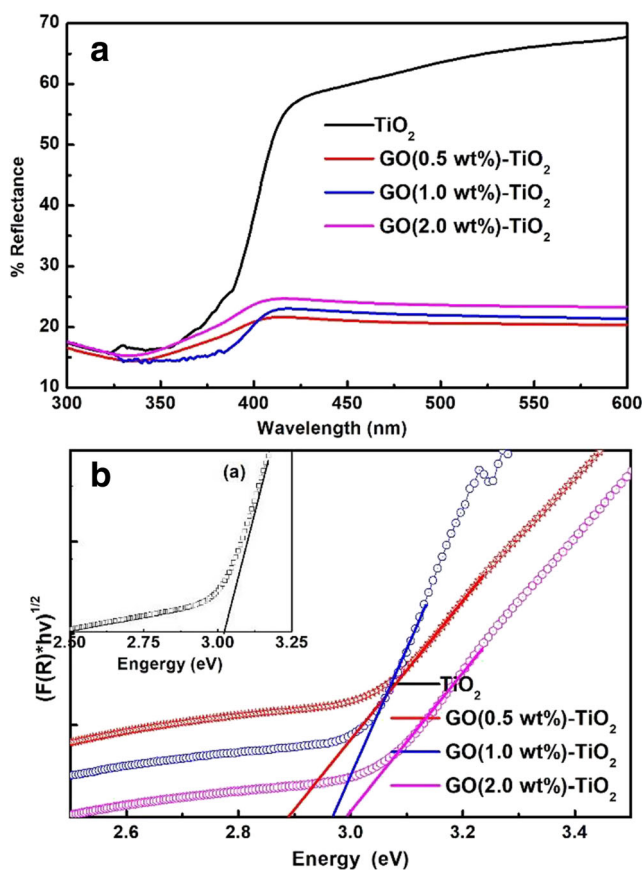 a
70
60
50
40
30
20
10
% Reflectance
TiO₂
GO(0.5 wt%)-TiO₂
GO(1.0 wt%)-TiO₂
GO(2.0 wt%)-TiO₂
300 350 400 450 500 550 600
Wavelength (nm)
b
(a)
2.50 2.75 3.00 3.25
Engergy (eV)
(F(R)*hv)^1/2
TiO₂
GO(0.5 wt%)-TiO₂
GO(1.0 wt%)-TiO₂
GO(2.0 wt%)-TiO₂
2.6 2.8 3.0 3.2 3.4
Energy (eV)